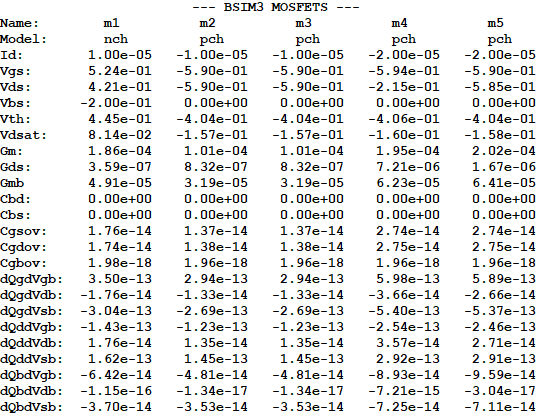 --- BSIM3 MOSFETS ---
Name: m1 m2 m3 m4 m5
Model: nch pch pch pch pch
Id: 1.00e-05 -1.00e-05 -1.00e-05 -2.00e-05 -2.00e-05
Vgs: 5.24e-01 -5.90e-01 -5.90e-01 -5.94e-01 -5.90e-01
Vds: 4.21e-01 -5.90e-01 -5.90e-01 -2.15e-01 -5.85e-01
Vbs: -2.00e-01 0.00e+00 0.00e+00 0.00e+00 0.00e+00
Vth: 4.45e-01 -4.04e-01 -4.04e-01 -4.06e-01 -4.04e-01
Vdsat: 8.14e-02 -1.57e-01 -1.57e-01 -1.60e-01 -1.58e-01
Gm: 1.86e-04 1.01e-04 1.01e-04 1.95e-04 2.02e-04
Gds: 3.59e-07 8.32e-07 8.32e-07 7.21e-06 1.67e-06
Gmb 4.91e-05 3.19e-05 3.19e-05 6.23e-05 6.41e-05
Cbd: 0.00e+00 0.00e+00 0.00e+00 0.00e+00 0.00e+00
Cbs: 0.00e+00 0.00e+00 0.00e+00 0.00e+00 0.00e+00
Cgsov: 1.76e-14 1.37e-14 1.37e-14 2.74e-14 2.74e-14
Cgdov: 1.74e-14 1.38e-14 1.38e-14 2.75e-14 2.75e-14
Cgbov: 1.98e-18 1.96e-18 1.96e-18 1.96e-18 1.96e-18
dQgdVgb: 3.50e-13 2.94e-13 2.94e-13 5.98e-13 5.89e-13
dQgdVdb: -1.76e-14 -1.33e-14 -1.33e-14 -3.66e-14 -2.66e-14
dQgdVsb: -3.04e-13 -2.69e-13 -2.69e-13 -5.40e-13 -5.37e-13
dQddVgb: -1.43e-13 -1.23e-13 -1.23e-13 -2.54e-13 -2.46e-13
dQddVdb: 1.76e-14 1.35e-14 1.35e-14 3.57e-14 2.71e-14
dQddVsb: 1.62e-13 1.45e-13 1.45e-13 2.92e-13 2.91e-13
dQbdVgb: -6.42e-14 -4.81e-14 -4.81e-14 -8.93e-14 -9.59e-14
dQbdVdb: -1.15e-16 -1.34e-17 -1.34e-17 -7.21e-15 -3.04e-17
dQbdVsb: -3.70e-14 -3.53e-14 -3.53e-14 -7.25e-14 -7.11e-14